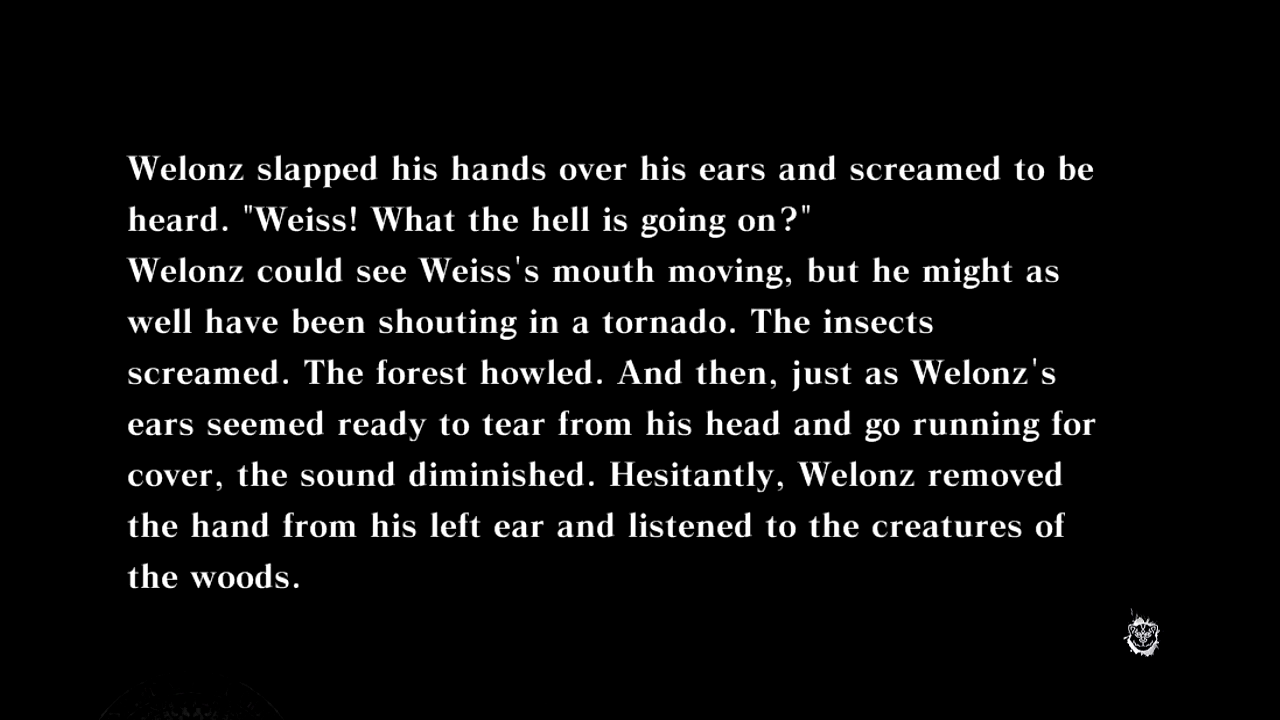 Welonz slapped his hands over his ears and screamed to be
heard. "Weiss! What the hell is going on?"
Welonz could see Weiss's mouth moving, but he might as
well have been shouting in a tornado. The insects
screamed. The forest howled. And then, just as Welonz's
ears seemed ready to tear from his head and go running for
cover, the sound diminished. Hesitantly, Welonz removed
the hand from his left ear and listened to the creatures of
the woods.